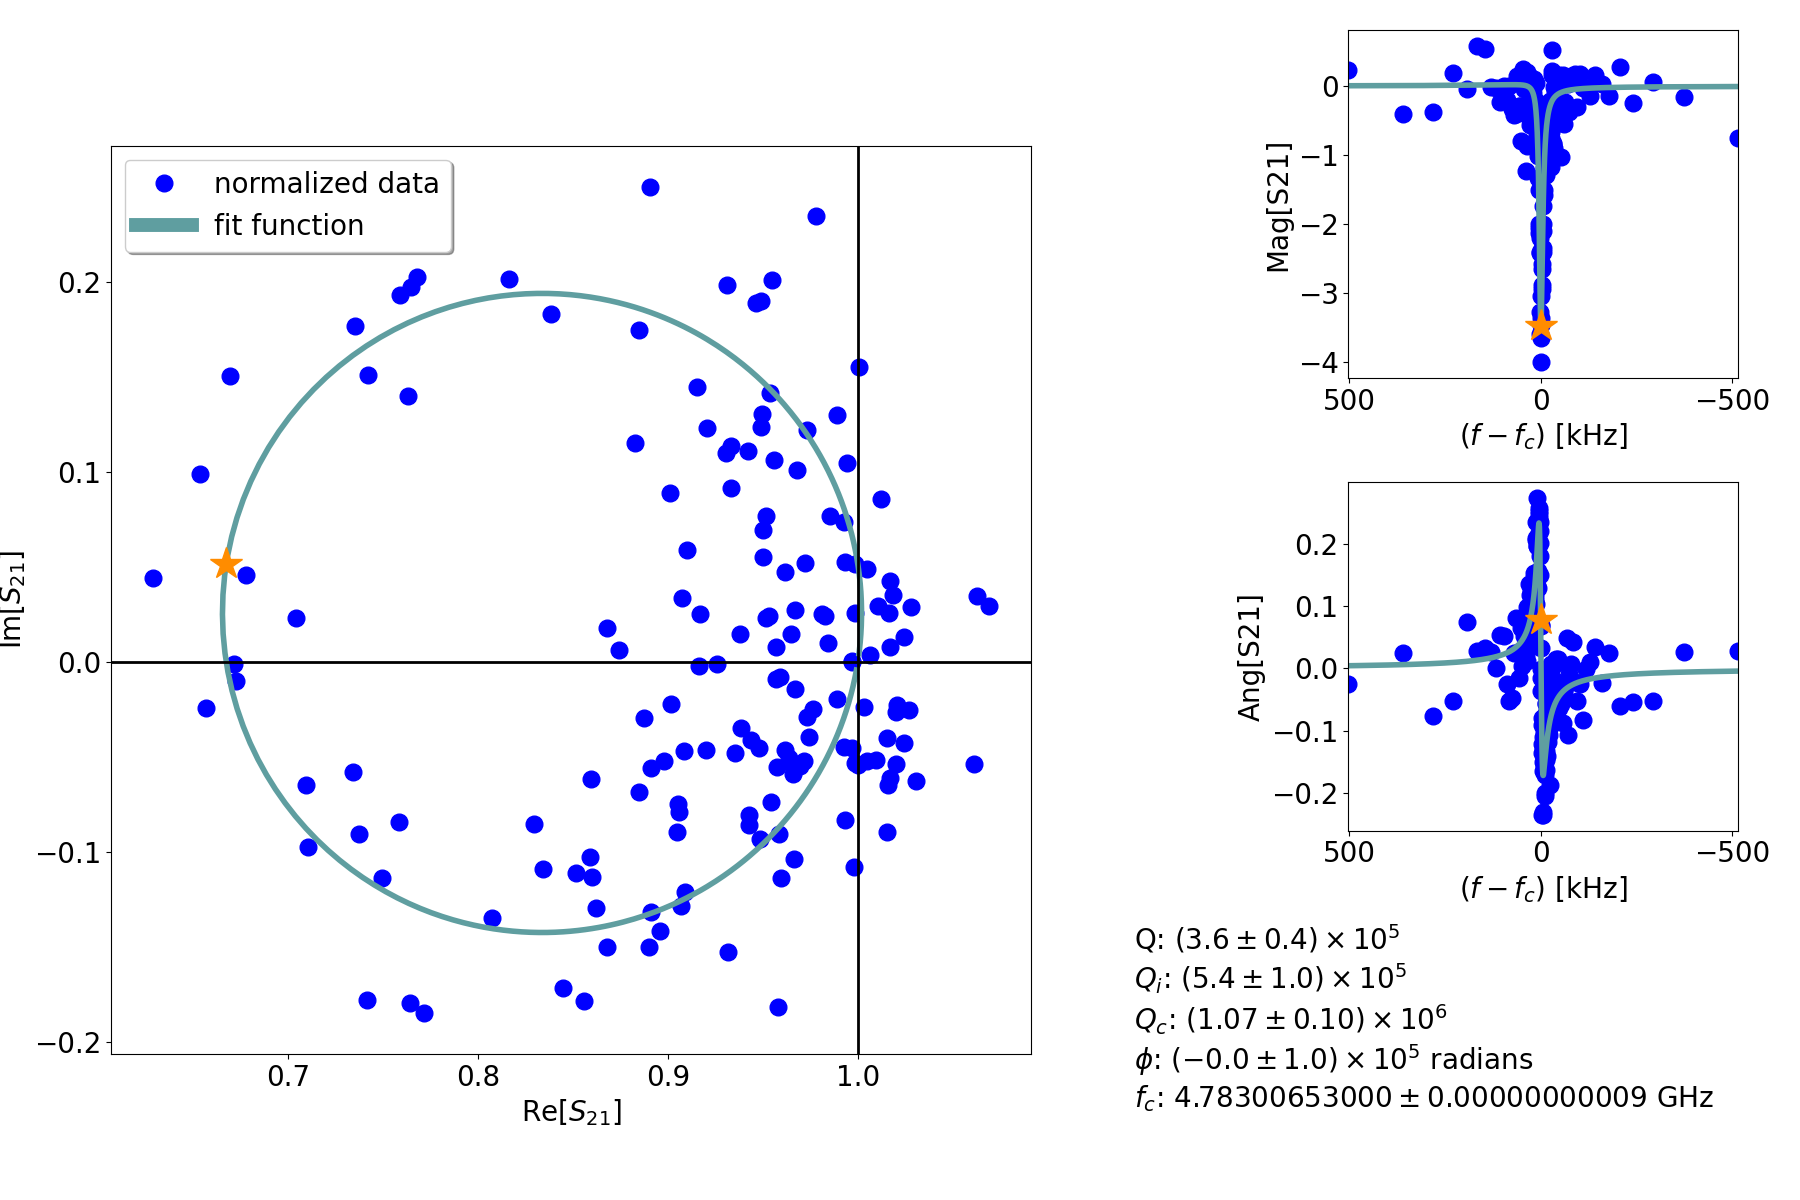 normalized data
fit function
0.2
0.1
0.0
−0.1
−0.2
Im[S21]
0.7 0.8 0.9 1.0
Re[S21]
0
−1
−2
−3
−4
Mag[S21]
500 0 −500
(f − fc) [kHz]
0.2
0.1
0.0
−0.1
−0.2
Ang[S21]
500 0 −500
(f − fc) [kHz]
Q: (3.6 ± 0.4) × 10^5
Qi: (5.4 ± 1.0) × 10^5
Qc: (1.07 ± 0.10) × 10^6
ϕ: (−0.0 ± 1.0) × 10^5 radians
fc: 4.78300653000 ± 0.00000000009 GHz